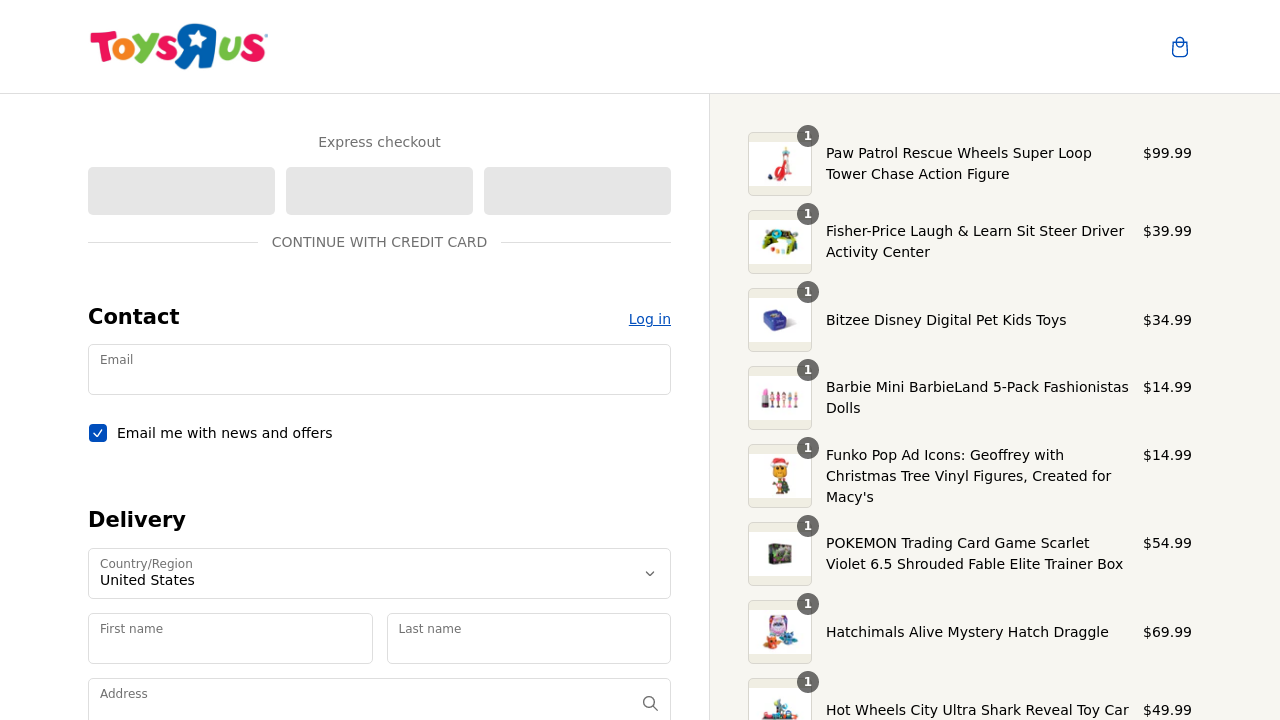 TOYSRUS
Express checkout
CONTINUE WITH CREDIT CARD
Contact
Log in
Email
Email me with news and offers
Delivery
Country/Region
United States
First name
Last name
Address
1
Paw Patrol Rescue Wheels Super Loop
Tower Chase Action Figure
$99.99
1
Fisher-Price Laugh & Learn Sit Steer Driver
Activity Center
$39.99
1
Bitzee Disney Digital Pet Kids Toys
$34.99
1
Barbie Mini BarbieLand 5-Pack Fashionistas
Dolls
$14.99
1
Funko Pop Ad Icons: Geoffrey with
Christmas Tree Vinyl Figures, Created for
Macy's
$14.99
1
POKEMON Trading Card Game Scarlet
Violet 6.5 Shrouded Fable Elite Trainer Box
$54.99
1
Hatchimals Alive Mystery Hatch Draggle
$69.99
1
Hot Wheels City Ultra Shark Reveal Toy Car
$49.99